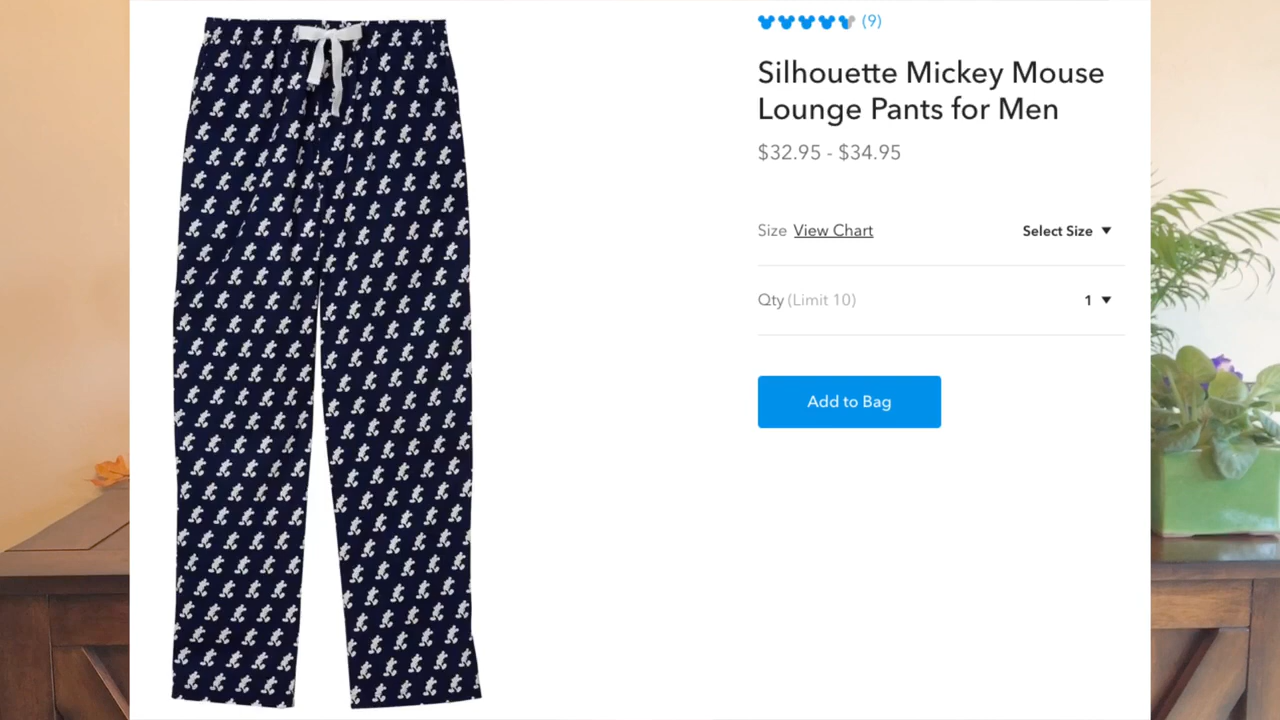 (9)
Silhouette Mickey Mouse
Lounge Pants for Men
$32.95 - $34.95
Size View Chart Select Size
Qty (Limit 10) 1
Add to Bag